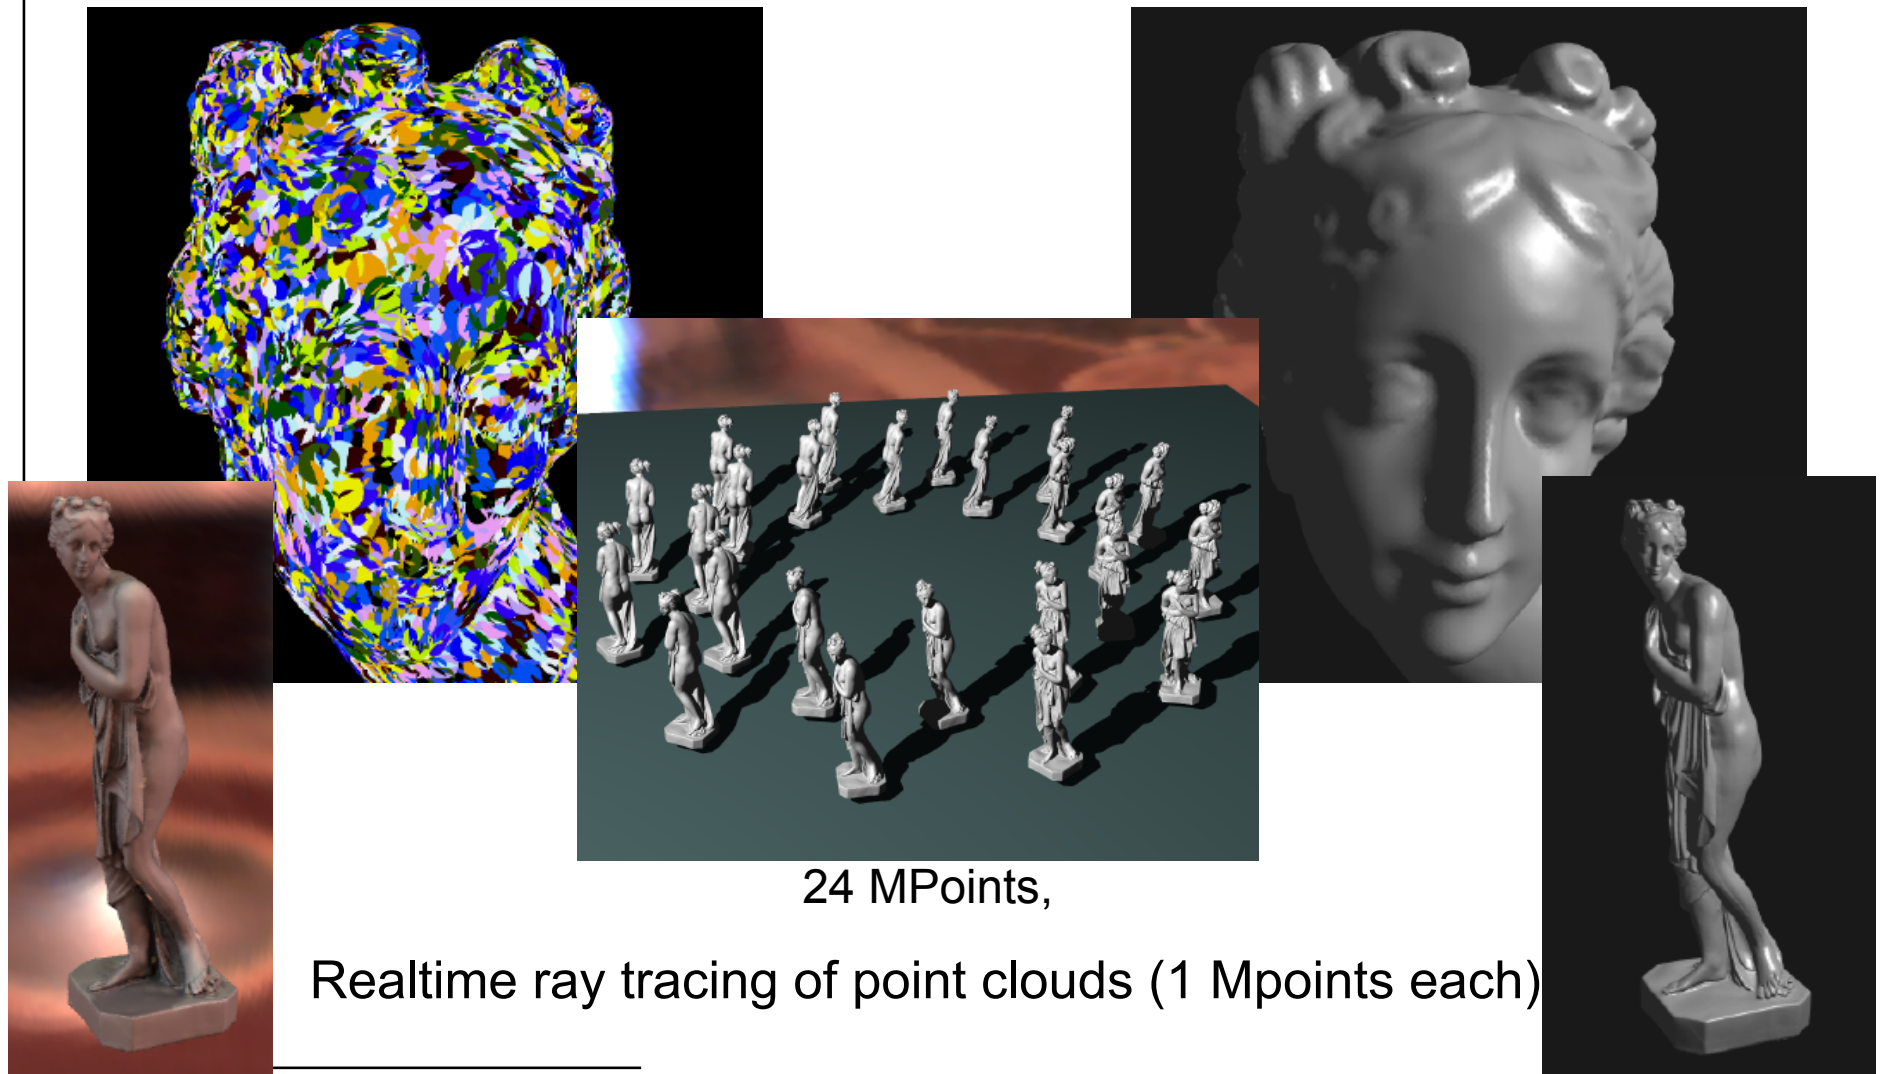 24 MPoints,
Realtime ray tracing of point clouds (1 Mpoints each)